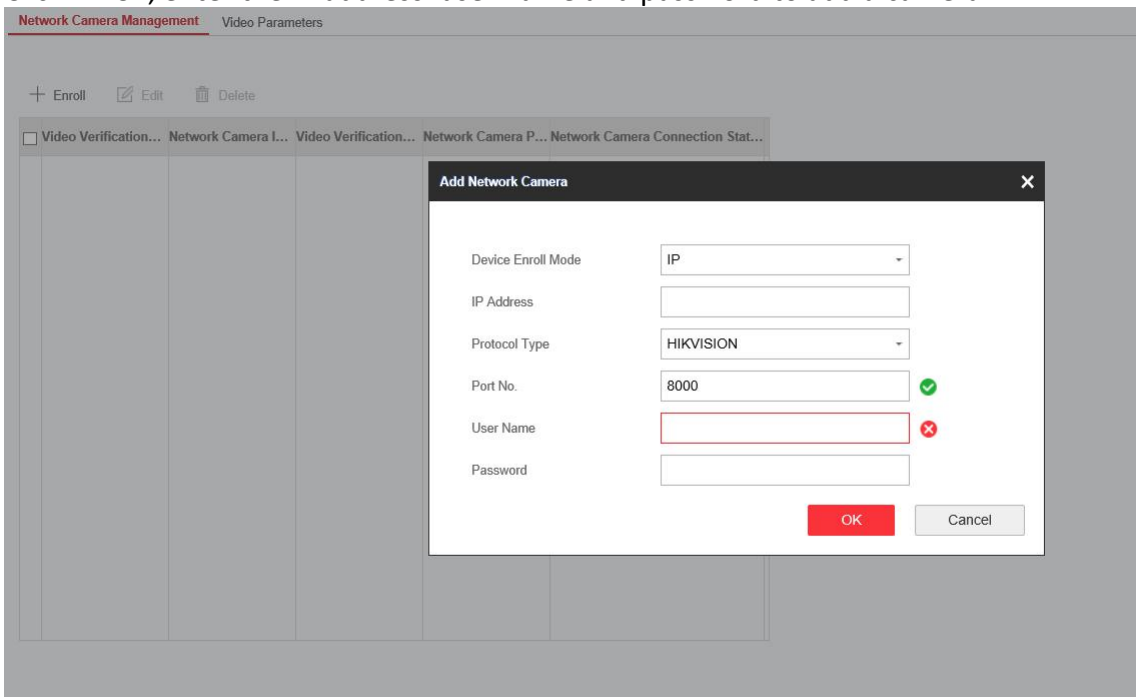 Network Camera Management Video Parameters
Enroll Edit Delete
Video Verification... Network Camera I... Video Verification... Network Camera P... Network Camera Connection Stat...
Add Network Camera
Device Enroll Mode IP
IP Address
Protocol Type HIKVISION
Port No. 8000
User Name
Password
OK Cancel